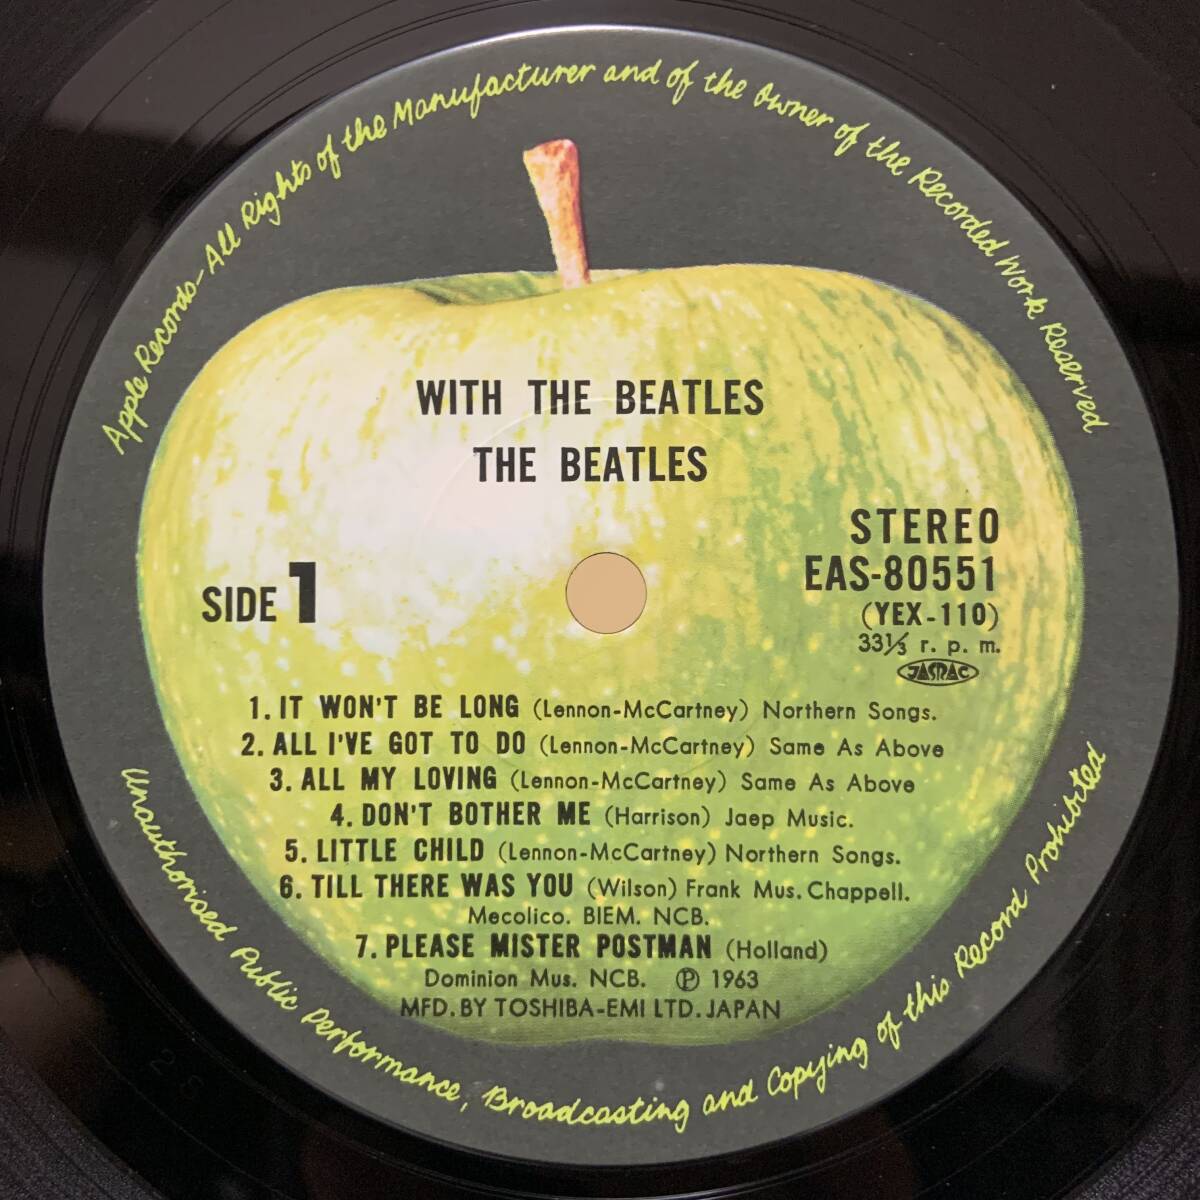 Apple Records-All Rights of the Manufacturer and of the Owner of the Recorded Work Reserved
WITH THE BEATLES
THE BEATLES
STEREO
EAS-80551
SIDE 1
(YEX-110)
33⅓ r. p. m.
JASRAC
1. IT WON'T BE LONG (Lennon-McCartney) Northern Songs.
2. ALL I'VE GOT TO DO (Lennon-McCartney) Same As Above
3. ALL MY LOVING (Lennon-McCartney) Same As Above
4. DON'T BOTHER ME (Harrison) Jaep Music.
5. LITTLE CHILD (Lennon-McCartney) Northern Songs.
6. TILL THERE WAS YOU (Wilson) Frank Mus. Chappell.
Mecolico. BIEM. NCB.
7. PLEASE MISTER POSTMAN (Holland)
Dominion Mus. NCB. ℗ 1963
MFD. BY TOSHIBA-EMI LTD. JAPAN
Unauthorised Public Performance, Broadcasting and Copying of this Record Prohibited